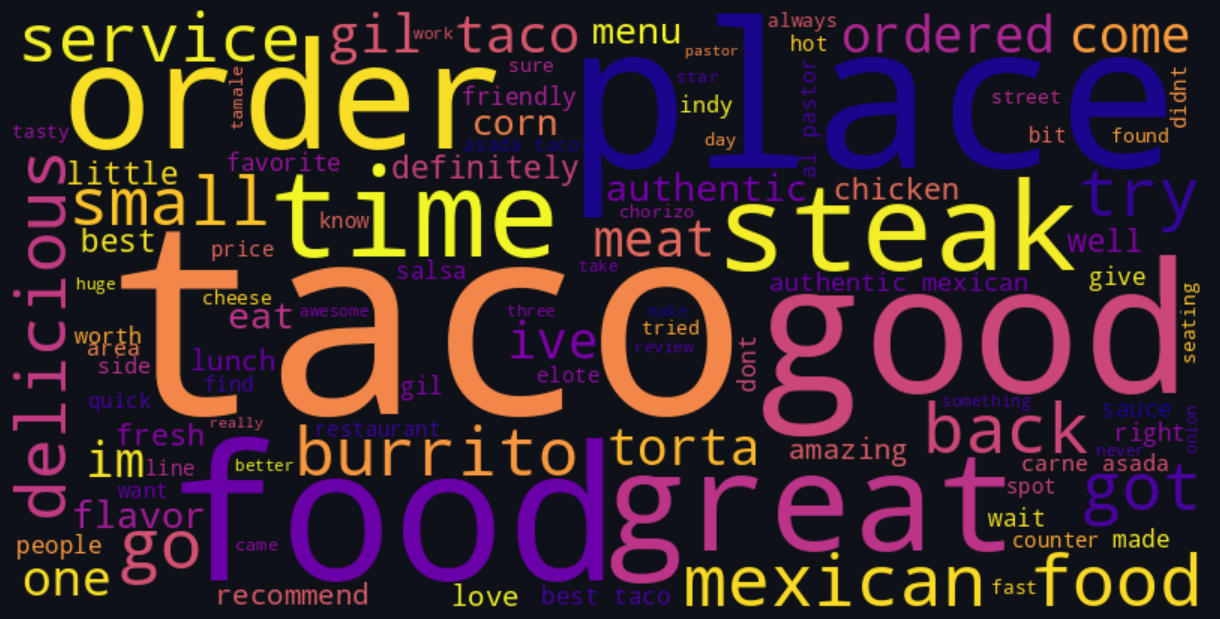 service
gil taco
work
menu
pastor
always
hot
ordered
come
order
place
tamale
sure
friendly
star
indy
al pastor
street
didnt
tasty
corn
asada taco
day
bit
found
delicious
little
favorite
definitely
authentic
chicken
try
small
time
know
chorizo
steak
best
price
meat
well
taco
salsa
take
authentic mexican
give
huge
cheese
eat
awesome
three
make
good
seating
worth
area
ive
tried
review
side
lunch
elote
dont
find
gil
quick
really
restaurant
something
sauce
fresh
burrito
torta
amazing
back
right
onion
never
im
line
better
food
great
carne asada
want
spot
got
flavor
wait
people
go
came
counter
made
one
recommend
love
best taco
mexican food
fast